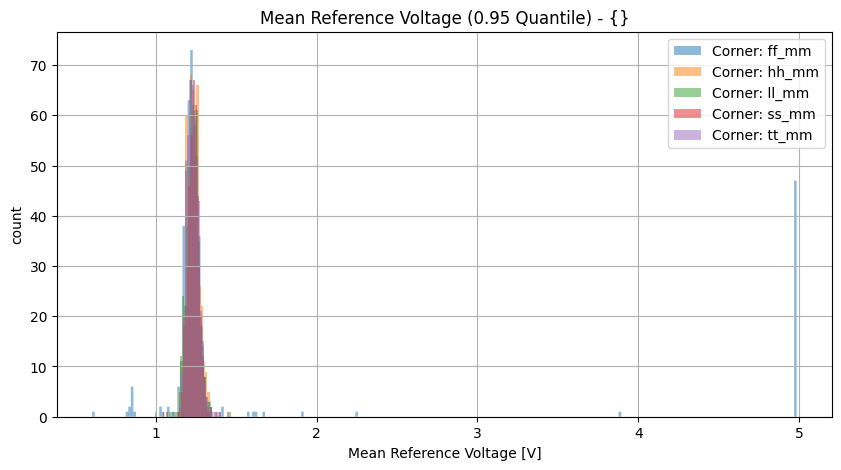 Mean Reference Voltage (0.95 Quantile) - {}
Corner: ff_mm
Corner: hh_mm
Corner: ll_mm
Corner: ss_mm
Corner: tt_mm
70
60
50
40
30
20
10
0
count
1
2
3
4
5
Mean Reference Voltage [V]